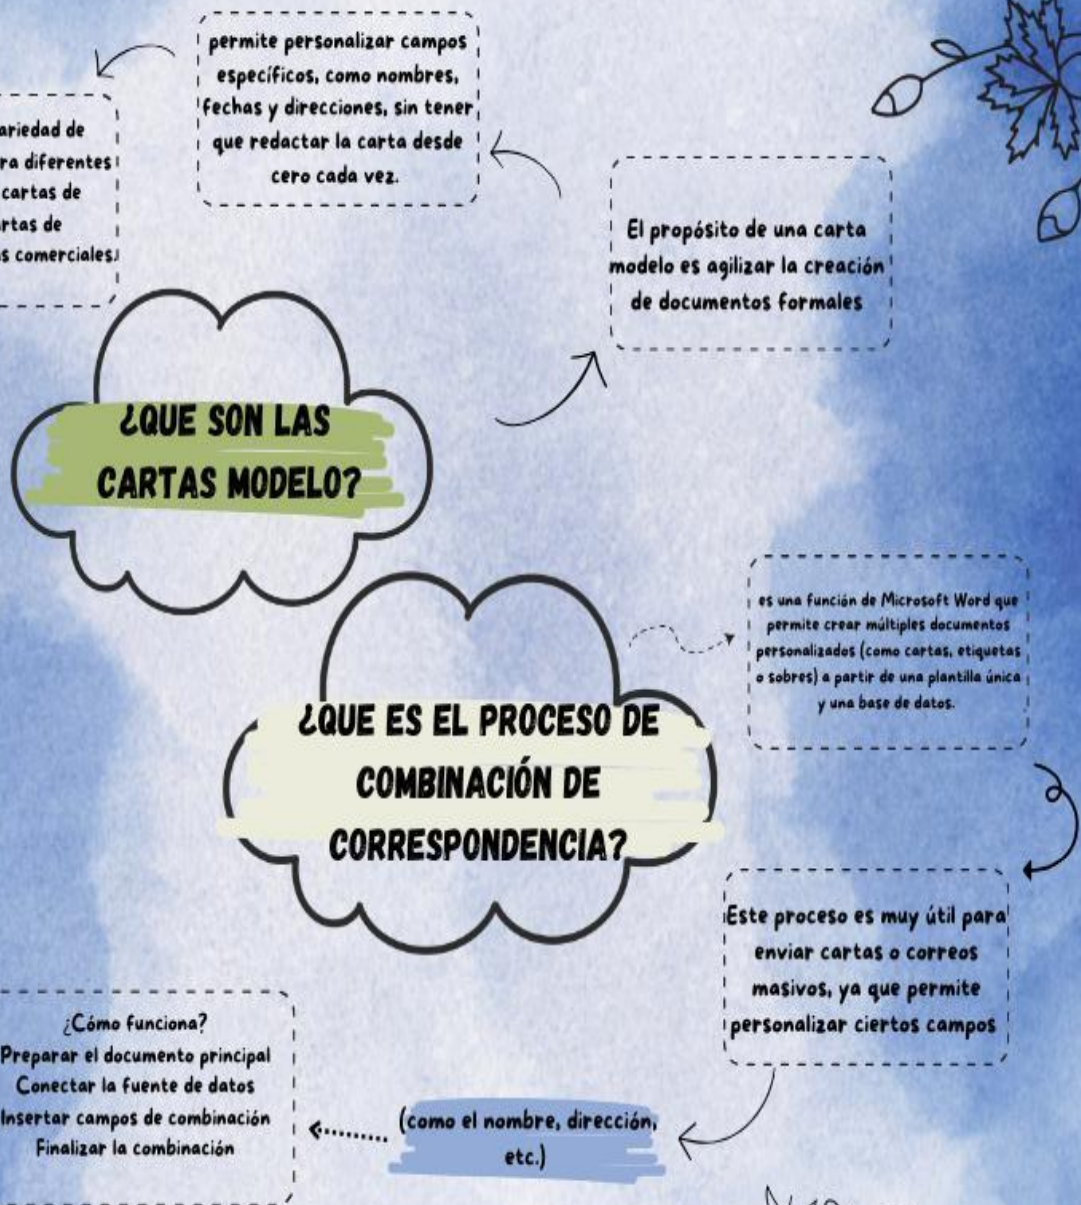 permite personalizar campos
específicos, como nombres,
fechas y direcciones, sin tener
que redactar la carta desde
cero cada vez.
de
diferentes
cartas de
de
comerciales.
El propósito de una carta
modelo es agilizar la creación
de documentos formales
¿QUE SON LAS
CARTAS MODELO?
es una función de Microsoft Word que
permite crear múltiples documentos
personalizados (como cartas, etiquetas
o sobres) a partir de una plantilla única
y una base de datos.
¿QUE ES EL PROCESO DE
COMBINACIÓN DE
CORRESPONDENCIA?
Este proceso es muy útil para
enviar cartas o correos
masivos, ya que permite
personalizar ciertos campos
(como el nombre, dirección,
etc.)
¿Cómo funciona?
Preparar el documento principal
Conectar la fuente de datos
Insertar campos de combinación
Finalizar la combinación